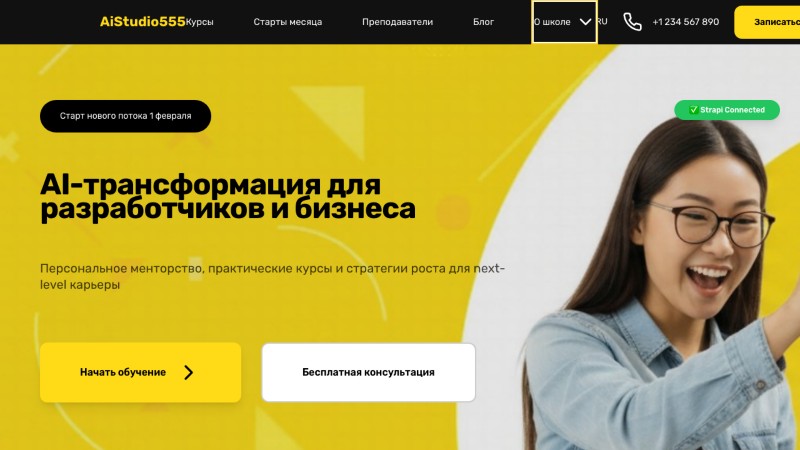 AiStudio555
Курсы
Старты месяца
Преподаватели
Блог
О школе
RU
+1 234 567 890
Записатьс
Старт нового потока 1 февраля
✅ Strapi Connected
AI-трансформация для
разработчиков и бизнеса
Персональное менторство, практические курсы и стратегии роста для next-
level карьеры
Начать обучение
Бесплатная консультация